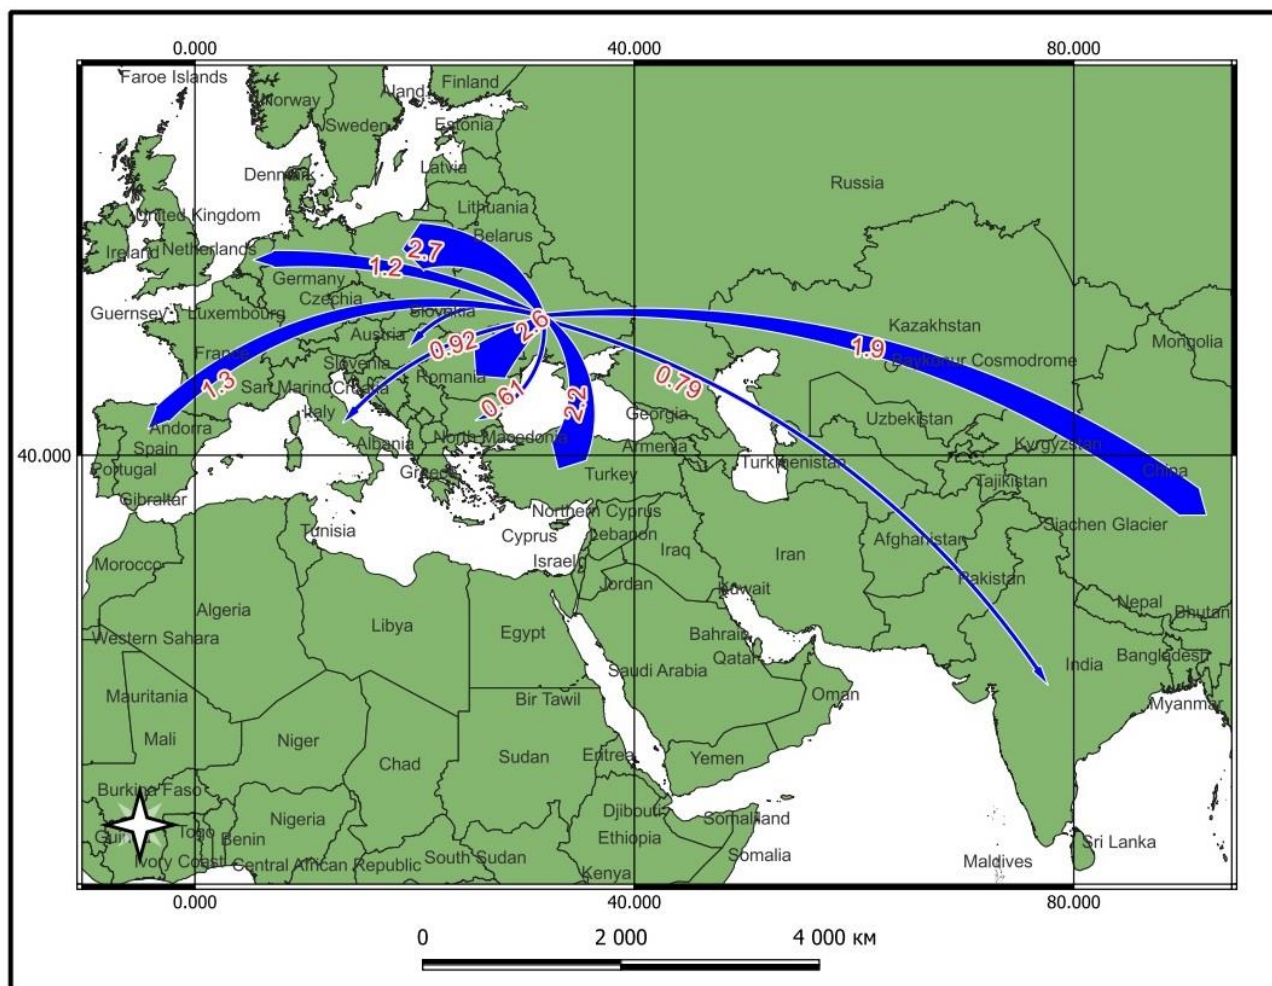 0.000 40.000 80.000
Faroe Islands
Finland
Norway
Åland
Sweden
Estonia
Latvia
Denmark
Russia
Lithuania
United Kingdom
Belarus
Ireland
Netherlands
2.7
1.2
Germany
Czechia
Guernsey
Luxembourg
Slovakia
2.6
Kazakhstan
Austria
Mongolia
0.92
1.9
France
Slovenia
Baykonur Cosmodrome
1.3
San Marino
Croatia
Romania
0.79
0.61
2.2
Italy
Georgia
Uzbekistan
Andorra
Spain
Albania
North Macedonia
Armenia
Kyrgyzstan
40.000
Portugal
Greece
Turkey
Turkmenistan
China
Tajikistan
Gibraltar
Northern Cyprus
Siachen Glacier
Tunisia
Cyprus
Lebanon
Iraq
Iran
Afghanistan
Morocco
Israel
Jordan
Kuwait
Pakistan
Nepal
Bhutan
Algeria
Libya
Egypt
Western Sahara
Bahrain
Qatar
Saudi Arabia
India
Bangladesh
Mauritania
Bir Tawil
Oman
Myanmar
Mali
Niger
Chad
Sudan
Eritrea
Yemen
Burkina Faso
Nigeria
Djibouti
Somaliland
Togo
Benin
Ethiopia
Sri Lanka
Ivory Coast
Central African Republic
South Sudan
Kenya
Somalia
Maldives
0.000 40.000 80.000
0 2 000 4 000 км